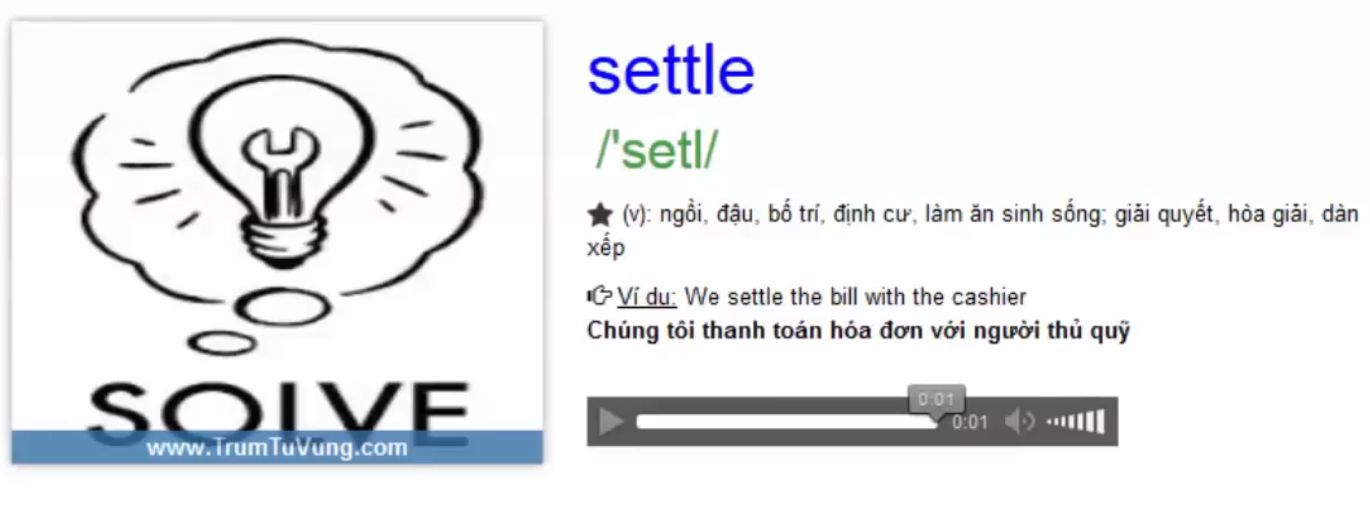 SOLVE
www.TrumTuVung.com
settle
/'setl/
★ (v): ngồi, đậu, bố trí, định cư, làm ăn sinh sống; giải quyết, hòa giải, dàn
xếp
Ví dụ: We settle the bill with the cashier
Chúng tôi thanh toán hóa đơn với người thủ quỹ
0:01
0:01